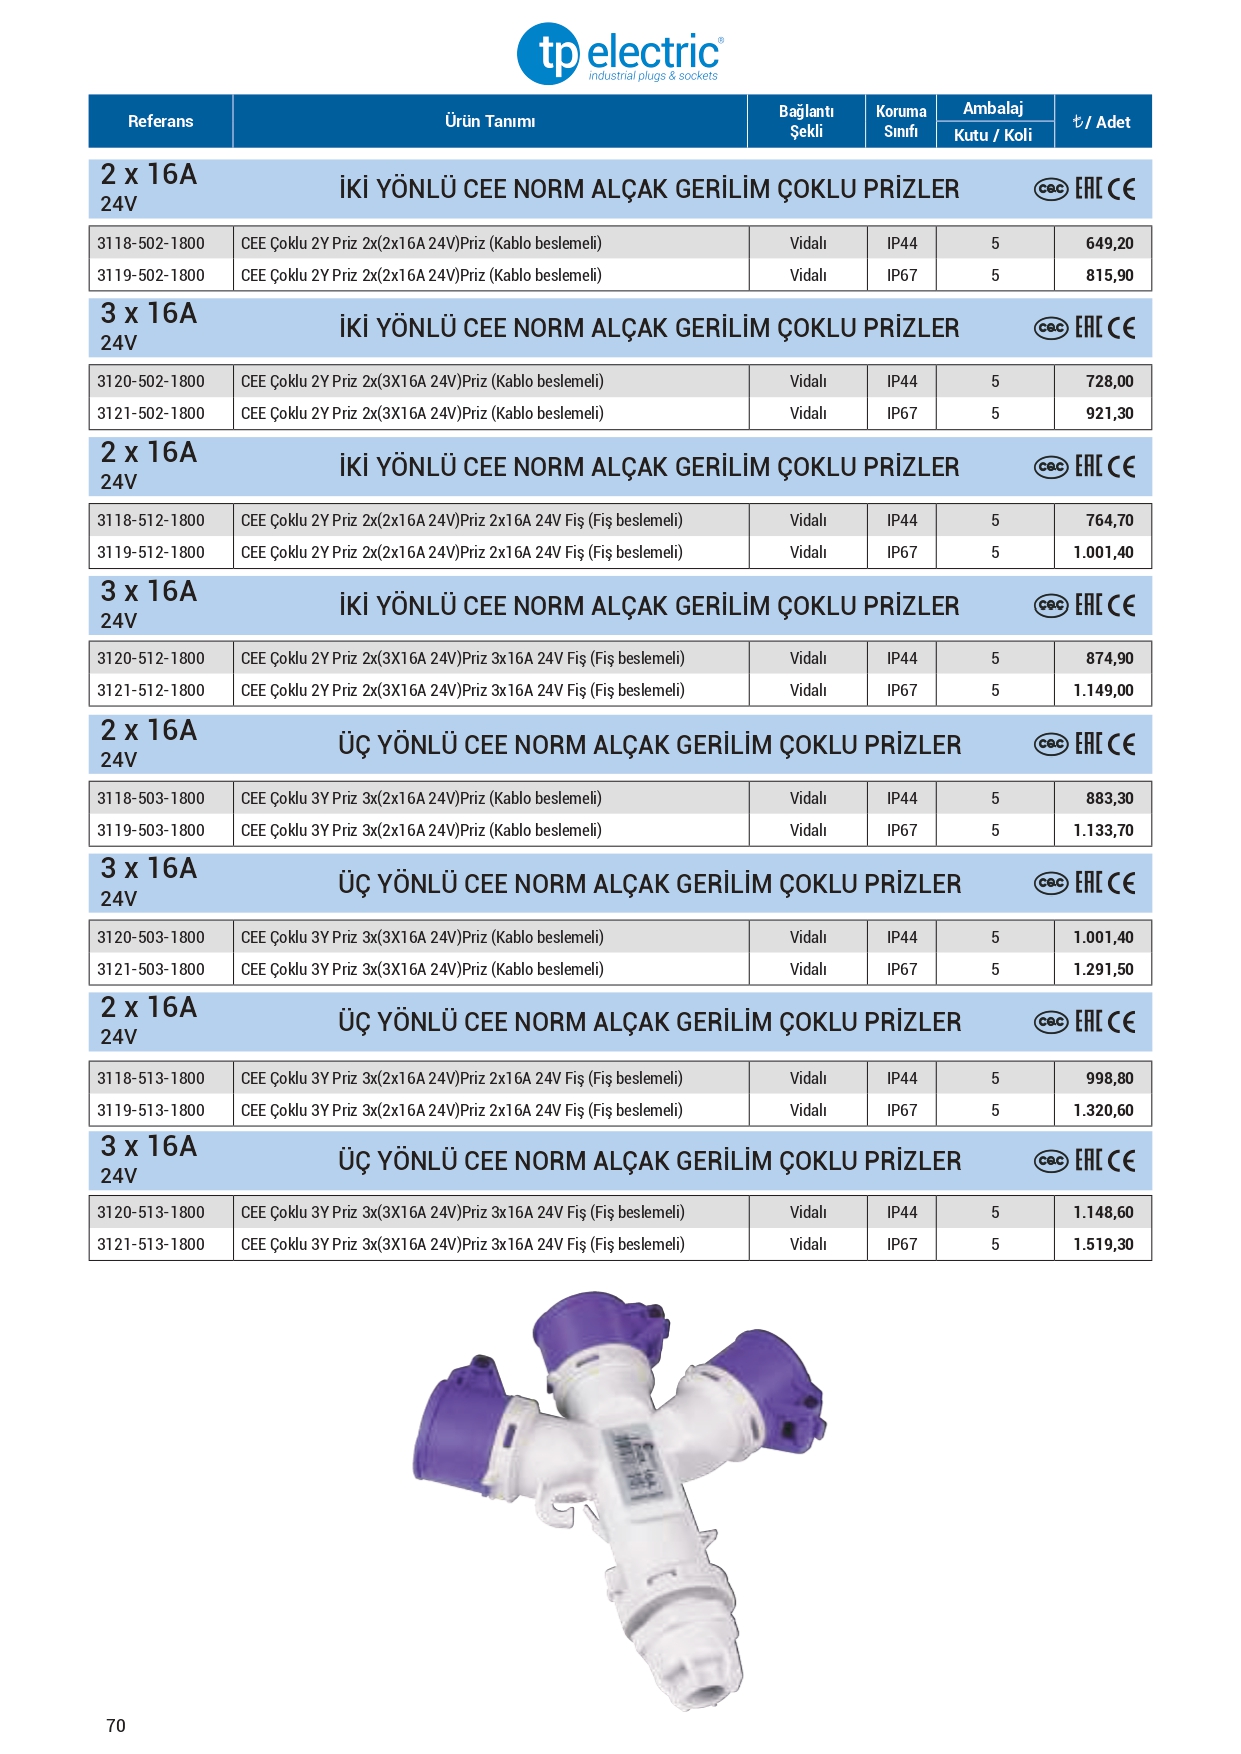 tp electric®
industrial plugs & sockets
Referans Ürün Tanımı Bağlantı Şekli Koruma Sınıfı Ambalaj Kutu / Koli ₺/ Adet
2 x 16A
24V
İKİ YÖNLÜ CEE NORM ALÇAK GERİLİM ÇOKLU PRİZLER
3118-502-1800 CEE Çoklu 2Y Priz 2x(2x16A 24V)Priz (Kablo beslemeli) Vidalı IP44 5 649,20
3119-502-1800 CEE Çoklu 2Y Priz 2x(2x16A 24V)Priz (Kablo beslemeli) Vidalı IP67 5 815,90
3 x 16A
24V
İKİ YÖNLÜ CEE NORM ALÇAK GERİLİM ÇOKLU PRİZLER
3120-502-1800 CEE Çoklu 2Y Priz 2x(3X16A 24V)Priz (Kablo beslemeli) Vidalı IP44 5 728,00
3121-502-1800 CEE Çoklu 2Y Priz 2x(3X16A 24V)Priz (Kablo beslemeli) Vidalı IP67 5 921,30
2 x 16A
24V
İKİ YÖNLÜ CEE NORM ALÇAK GERİLİM ÇOKLU PRİZLER
3118-512-1800 CEE Çoklu 2Y Priz 2x(2x16A 24V)Priz 2x16A 24V Fiş (Fiş beslemeli) Vidalı IP44 5 764,70
3119-512-1800 CEE Çoklu 2Y Priz 2x(2x16A 24V)Priz 2x16A 24V Fiş (Fiş beslemeli) Vidalı IP67 5 1.001,40
3 x 16A
24V
İKİ YÖNLÜ CEE NORM ALÇAK GERİLİM ÇOKLU PRİZLER
3120-512-1800 CEE Çoklu 2Y Priz 2x(3X16A 24V)Priz 3x16A 24V Fiş (Fiş beslemeli) Vidalı IP44 5 874,90
3121-512-1800 CEE Çoklu 2Y Priz 2x(3X16A 24V)Priz 3x16A 24V Fiş (Fiş beslemeli) Vidalı IP67 5 1.149,00
2 x 16A
24V
ÜÇ YÖNLÜ CEE NORM ALÇAK GERİLİM ÇOKLU PRİZLER
3118-503-1800 CEE Çoklu 3Y Priz 3x(2x16A 24V)Priz (Kablo beslemeli) Vidalı IP44 5 883,30
3119-503-1800 CEE Çoklu 3Y Priz 3x(2x16A 24V)Priz (Kablo beslemeli) Vidalı IP67 5 1.133,70
3 x 16A
24V
ÜÇ YÖNLÜ CEE NORM ALÇAK GERİLİM ÇOKLU PRİZLER
3120-503-1800 CEE Çoklu 3Y Priz 3x(3X16A 24V)Priz (Kablo beslemeli) Vidalı IP44 5 1.001,40
3121-503-1800 CEE Çoklu 3Y Priz 3x(3X16A 24V)Priz (Kablo beslemeli) Vidalı IP67 5 1.291,50
2 x 16A
24V
ÜÇ YÖNLÜ CEE NORM ALÇAK GERİLİM ÇOKLU PRİZLER
3118-513-1800 CEE Çoklu 3Y Priz 3x(2x16A 24V)Priz 2x16A 24V Fiş (Fiş beslemeli) Vidalı IP44 5 998,80
3119-513-1800 CEE Çoklu 3Y Priz 3x(2x16A 24V)Priz 2x16A 24V Fiş (Fiş beslemeli) Vidalı IP67 5 1.320,60
3 x 16A
24V
ÜÇ YÖNLÜ CEE NORM ALÇAK GERİLİM ÇOKLU PRİZLER
3120-513-1800 CEE Çoklu 3Y Priz 3x(3X16A 24V)Priz 3x16A 24V Fiş (Fiş beslemeli) Vidalı IP44 5 1.148,60
3121-513-1800 CEE Çoklu 3Y Priz 3x(3X16A 24V)Priz 3x16A 24V Fiş (Fiş beslemeli) Vidalı IP67 5 1.519,30
70